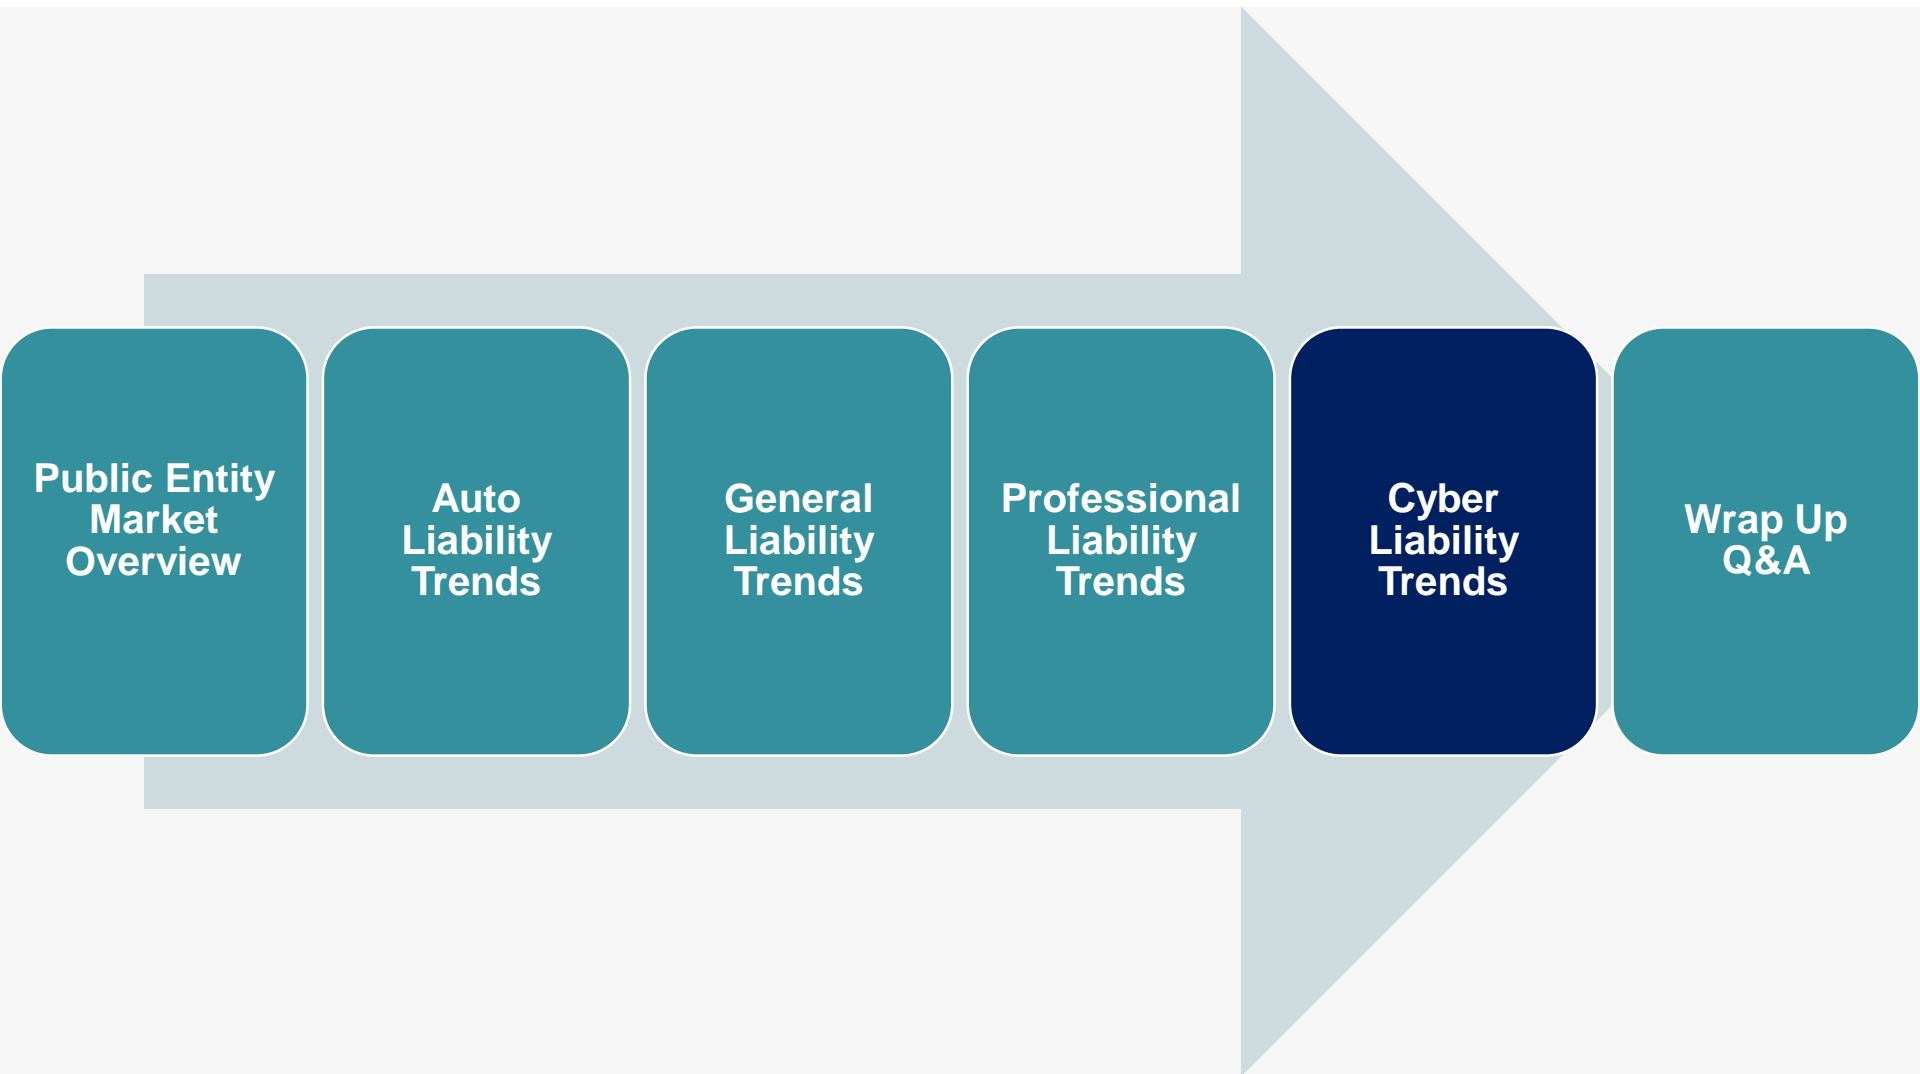 Public Entity
Market
Overview
Auto
Liability
Trends
General
Liability
Trends
Professional
Liability
Trends
Cyber
Liability
Trends
Wrap Up
Q&A